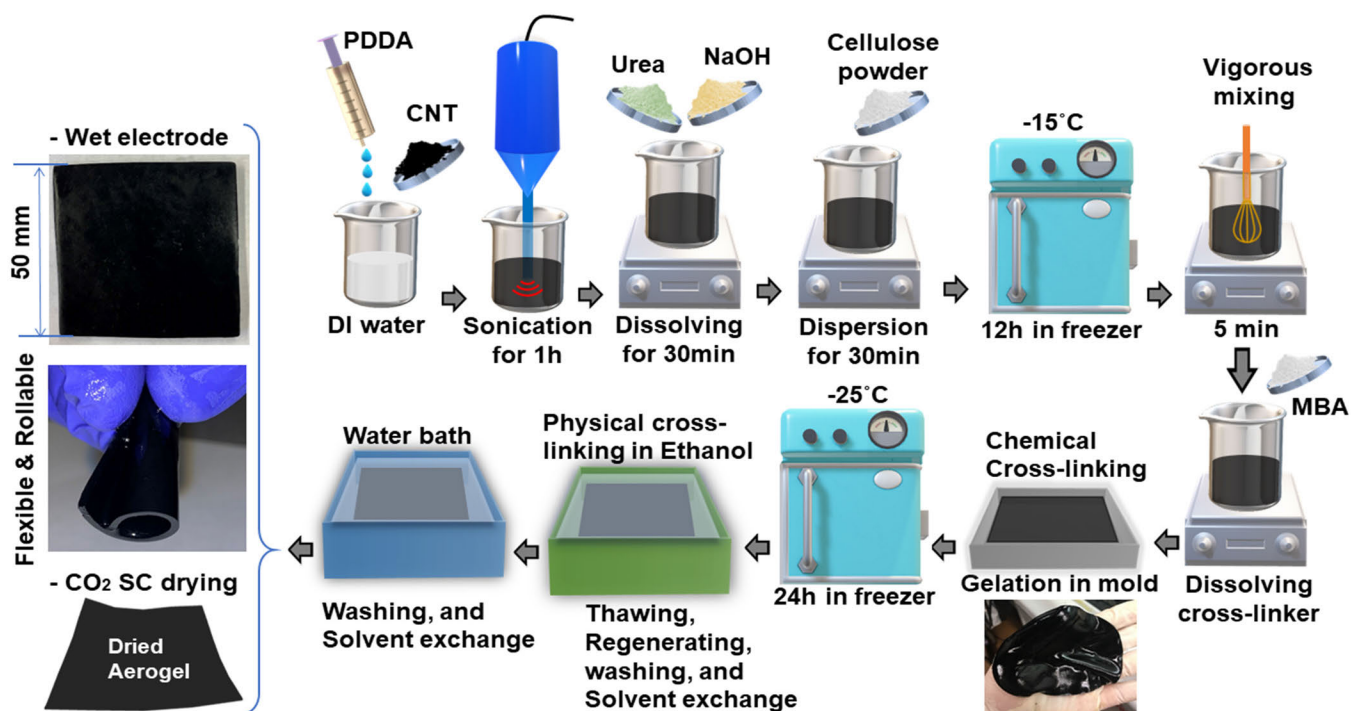 PDDA
CNT
DI water
Sonication
for 1h
Urea
NaOH
Dissolving
for 30min
Cellulose
powder
Dispersion
for 30min
-15˚C
12h in freezer
Vigorous
mixing
5 min
MBA
Dissolving
cross-linker
Chemical
Cross-linking
Gelation in mold
-25˚C
24h in freezer
Physical cross-
linking in Ethanol
Thawing,
Regenerating,
washing, and
Solvent exchange
Water bath
Washing, and
Solvent exchange
- Wet electrode
50 mm
Flexible & Rollable
- CO₂ SC drying
Dried
Aerogel